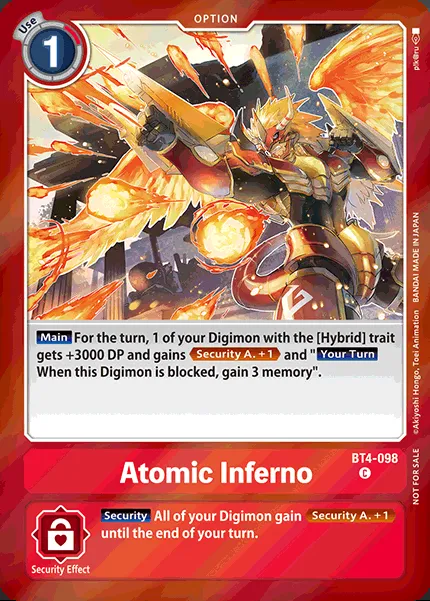 OPTION
Use
1
plk@ru
Main For the turn, 1 of your Digimon with the [Hybrid] trait
gets +3000 DP and gains Security A. +1 and " Your Turn
When this Digimon is blocked, gain 3 memory".
BT4-098
C
Atomic Inferno
Security All of your Digimon gain Security A. +1
until the end of your turn.
Security Effect
NOT FOR SALE
©Akiyoshi Hongo, Toei Animation BANDAI MADE IN JAPAN